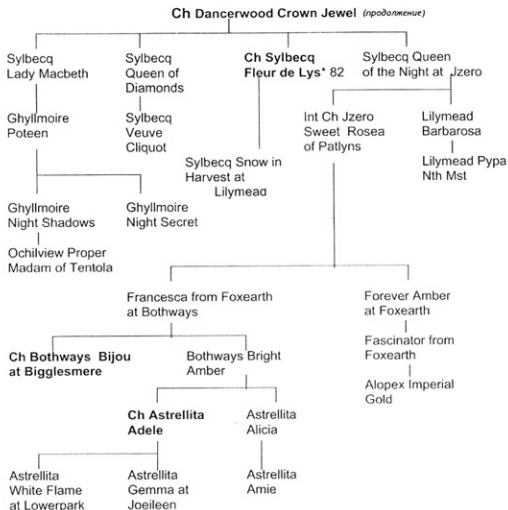 Ch Dancerwood Crown Jewel (продолжение)
Sylbecq
Lady Macbeth
Sylbecq
Queen of
Diamonds
Ch Sylbecq
Fleur de Lys* 82
Sylbecq Queen
of the Night at Jzero
Ghyllmoire
Poteen
Sylbecq
Veuve
Cliquot
Int Ch Jzero
Sweet Rosea
of Patlyns
Lilymead
Barbarosa
Sylbecq Snow in
Harvest at
Lilymead
Lilymead Pypa
Nth Mst
Ghyllmoire
Night Shadows
Ghyllmoire
Night Secret
Ochilview Proper
Madam of Tentola
Francesca from Foxearth
at Bothways
Forever Amber
at Foxearth
Ch Bothways Bijou
at Bigglesmere
Bothways Bright
Amber
Fascinator from
Foxearth
Alopex Imperial
Gold
Ch Astrellita
Adele
Astrellita
Alicia
Astrellita
White Flame
at Lowerpark
Astrellita
Gemma at
Joeileen
Astrellita
Amie